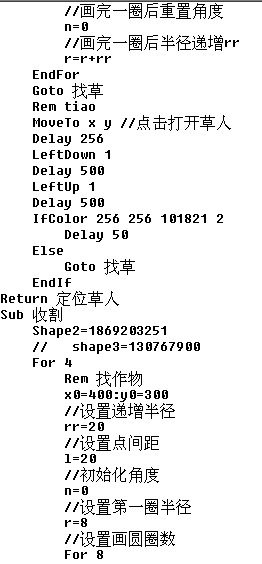 //画完一圈后重置角度
n=0
//画完一圈后半径递增rr
r=r+rr
EndFor
Goto 找草
Rem tiao
MoveTo x y //点击打开草人
Delay 256
LeftDown 1
Delay 500
LeftUp 1
Delay 500
IfColor 256 256 101821 2
Delay 50
Else
Goto 找草
EndIf
Return 定位草人
Sub 收割
Shape2=1869203251
// shape3=130767900
For 4
Rem 找作物
x0=400:y0=300
//设置递增半径
rr=20
//设置点间距
l=20
//初始化角度
n=0
//设置第一圈半径
r=8
//设置画圆圈数
For 8